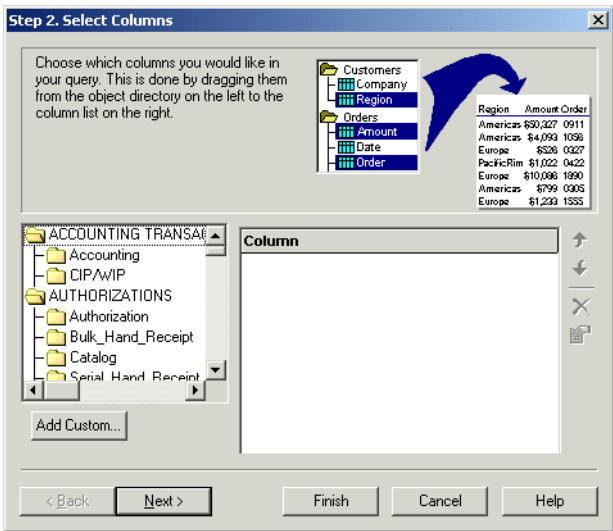 Step 2. Select Columns
Choose which columns you would like in
your query. This is done by dragging them
from the object directory on the left to the
column list on the right.
Customers
Company
Region
Orders
Amount
Date
Order
Region Amount Order
Americas $50,327 0911
Americas $4,093 1056
Europe $526 0327
PacificRim $1,022 0422
Europe $10,086 1890
Americas $799 0305
Europe $1,233 1555
ACCOUNTING TRANSA
Accounting
CIP/WIP
AUTHORIZATIONS
Authorization
Bulk_Hand_Receipt
Catalog
Serial_Hand_Receipt
Column
Add Custom...
< Back
Next >
Finish
Cancel
Help